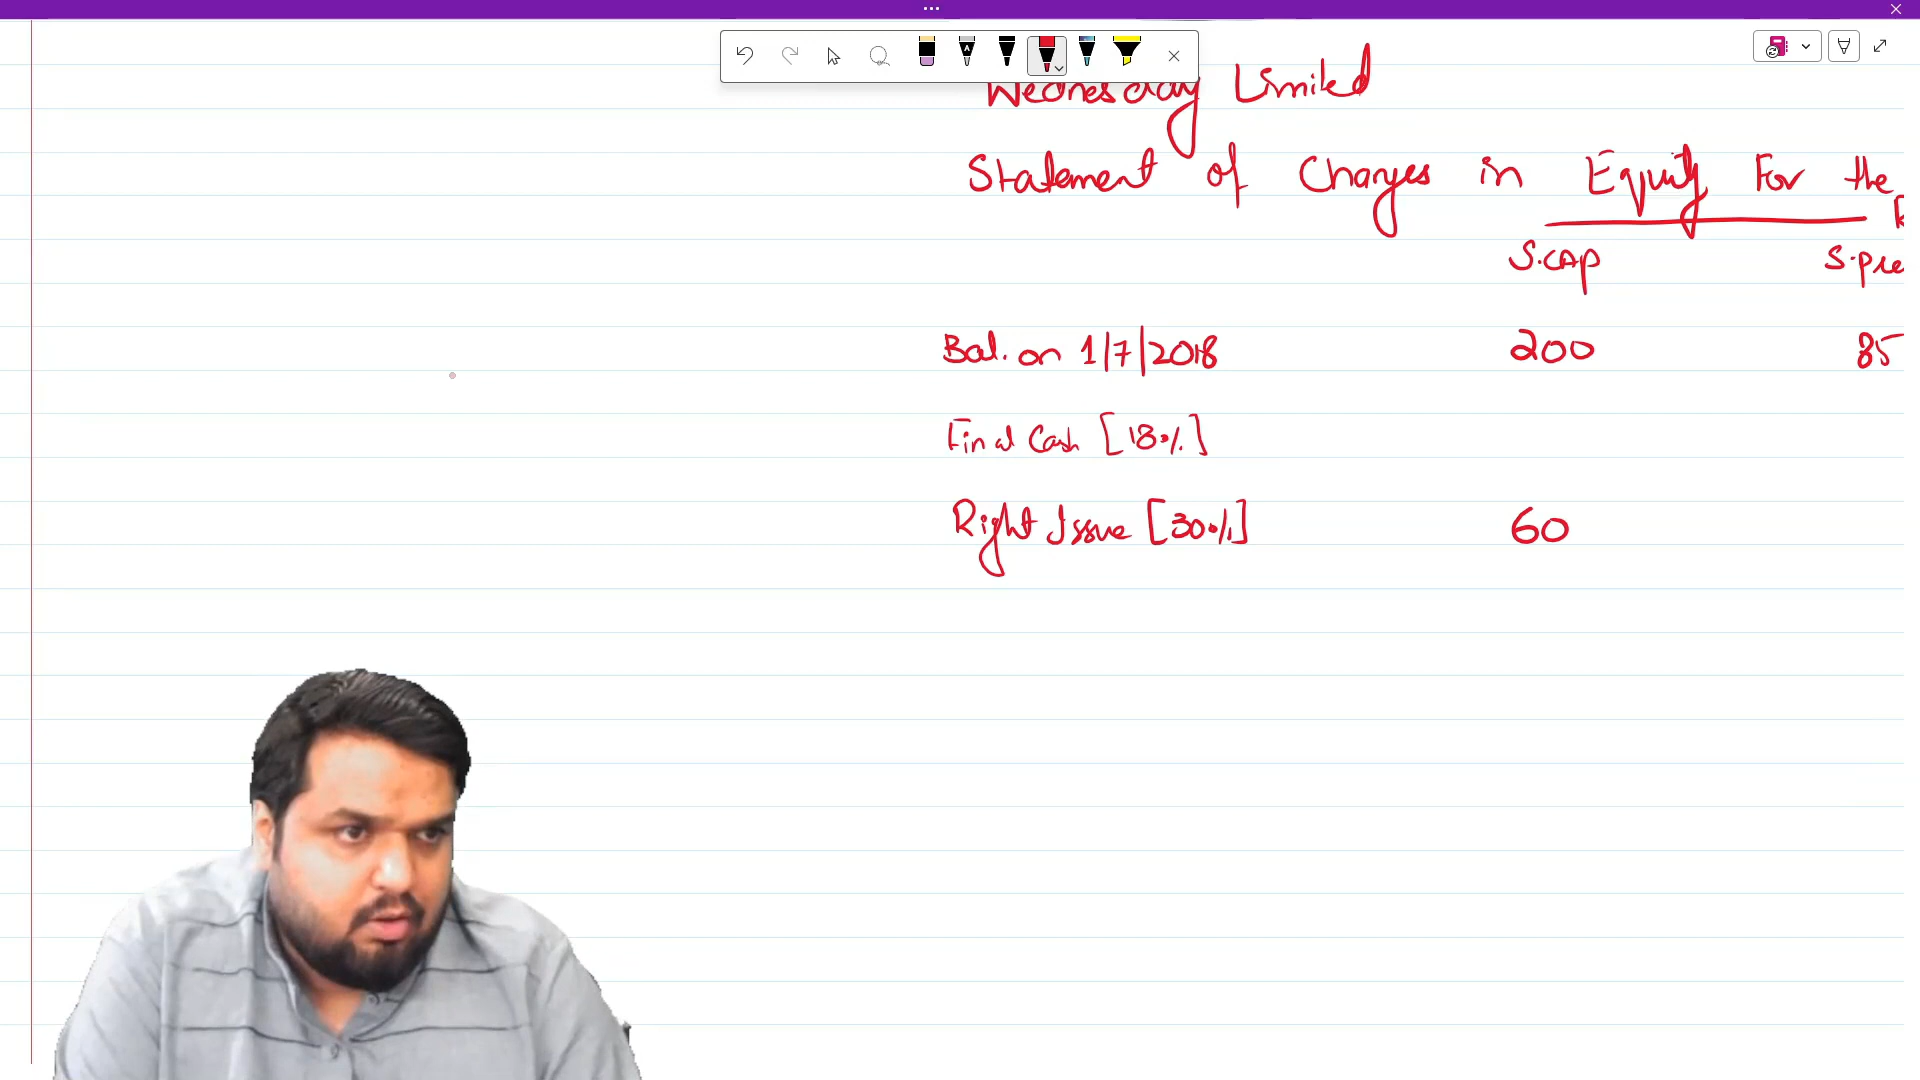 Wednesday Limited
Statement of Changes in Equity For the
S.CAP S.pre
Bal. on 1/7/2018 200 85
Final Cash [18%]
Right Issue [30%] 60